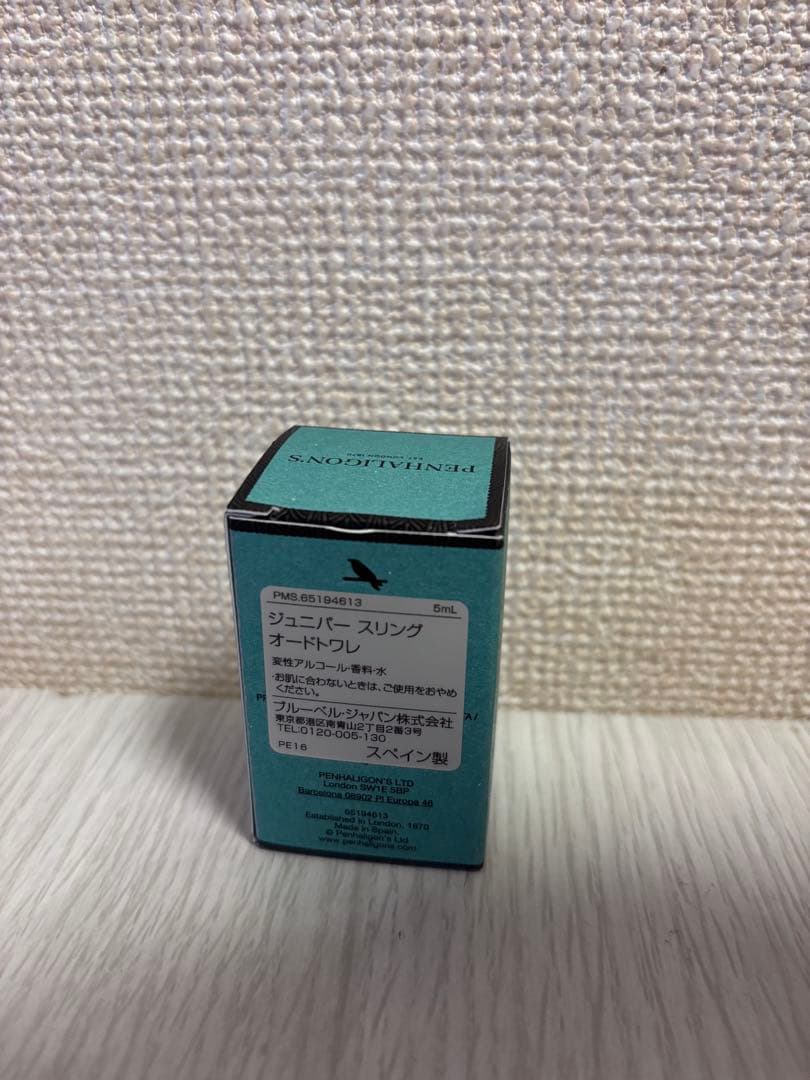 PENHALIGON'S
EST. LONDON 1870
PMS.65194613 5mL
ジュニパー スリング
オードトワレ
変性アルコール・香料・水
・お肌に合わないときは、ご使用をおやめ
ください。
ブルーベル・ジャパン株式会社
東京都港区南青山2丁目2番3号
TEL:0120-005-130
PE16 スペイン製
PENHALIGON'S LTD
London SW1E 5BP
Barcelona 08902 Pl Europa 46
65194613
Established in London, 1870
Made in Spain.
© Penhaligon's Ltd
www.penhaligons.com